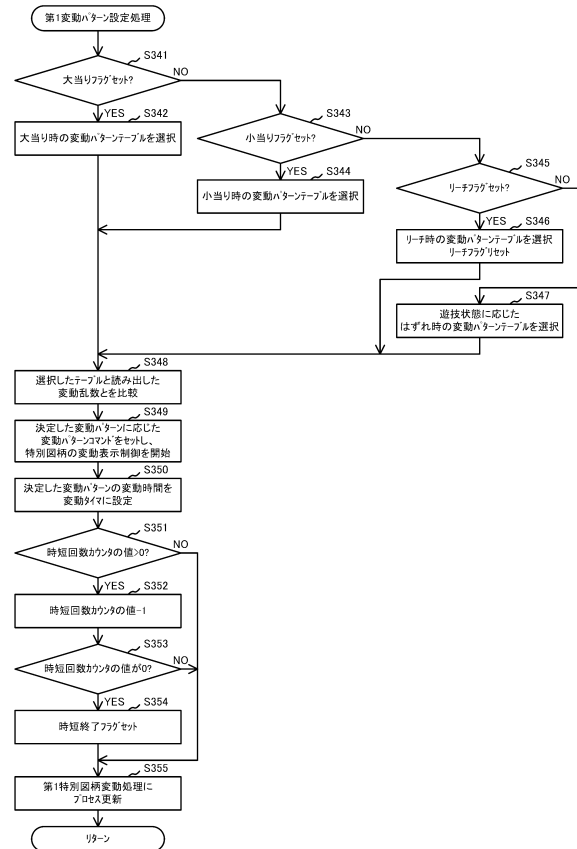 第1変動パターン設定処理
S341
大当りフラグセット?
NO
YES
S342
大当り時の変動パターンテーブルを選択
S343
小当りフラグセット?
NO
YES
S344
小当り時の変動パターンテーブルを選択
S345
リーチフラグセット?
NO
YES
S346
リーチ時の変動パターンテーブルを選択
リーチフラグリセット
S347
遊技状態に応じた
はずれ時の変動パターンテーブルを選択
S348
選択したテーブルと読み出した
変動乱数とを比較
S349
決定した変動パターンに応じた
変動パターンコマンドをセットし、
特別図柄の変動表示制御を開始
S350
決定した変動パターンの変動時間を
変動タイマに設定
S351
時短回数カウンタの値>0?
NO
YES
S352
時短回数カウンタの値-1
S353
時短回数カウンタの値が0?
NO
YES
S354
時短終了フラグセット
S355
第1特別図柄変動処理に
プロセス更新
リターン